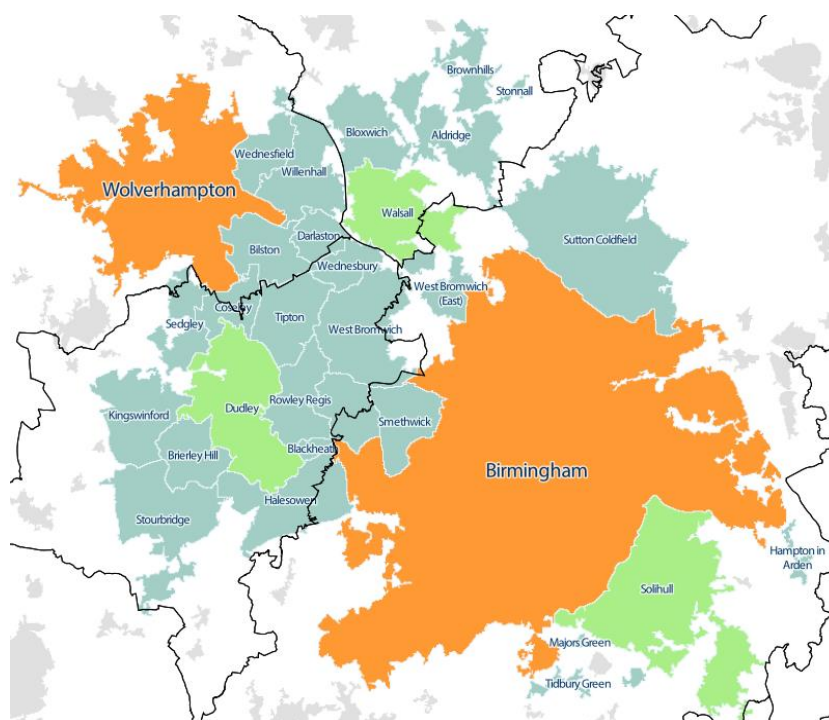 Brownhills
Stonnall
Bloxwich
Aldridge
Wednesfield
Willenhall
Wolverhampton
Walsall
Darlaston
Sutton Coldfield
Bilston
Wednesbury
West Bromwich
(East)
Coseley
Sedgley
Tipton
West Bromwich
Kingswinford
Dudley
Rowley Regis
Smethwick
Brierley Hill
Blackheath
Birmingham
Halesowen
Stourbridge
Hampton in
Arden
Solihull
Majors Green
Tidbury Green